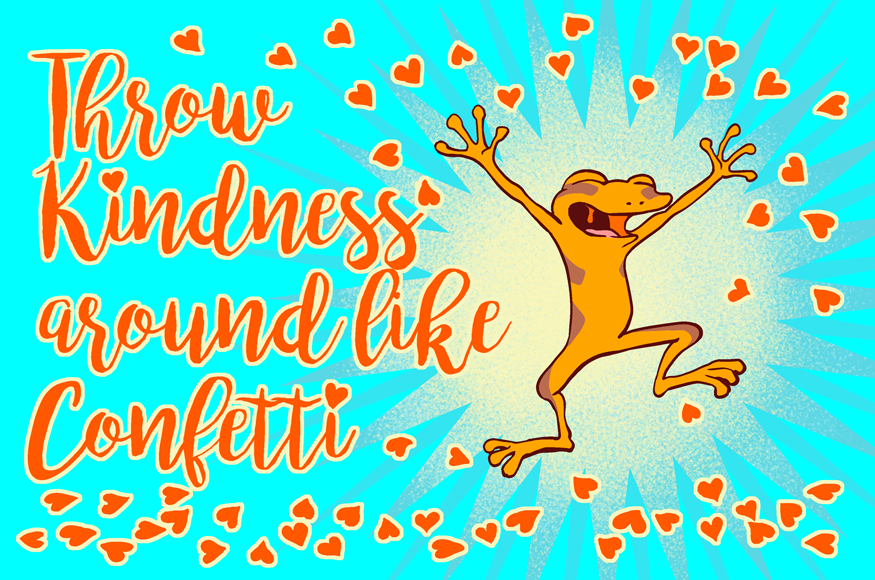 Throw
Kindness
around like
Confetti